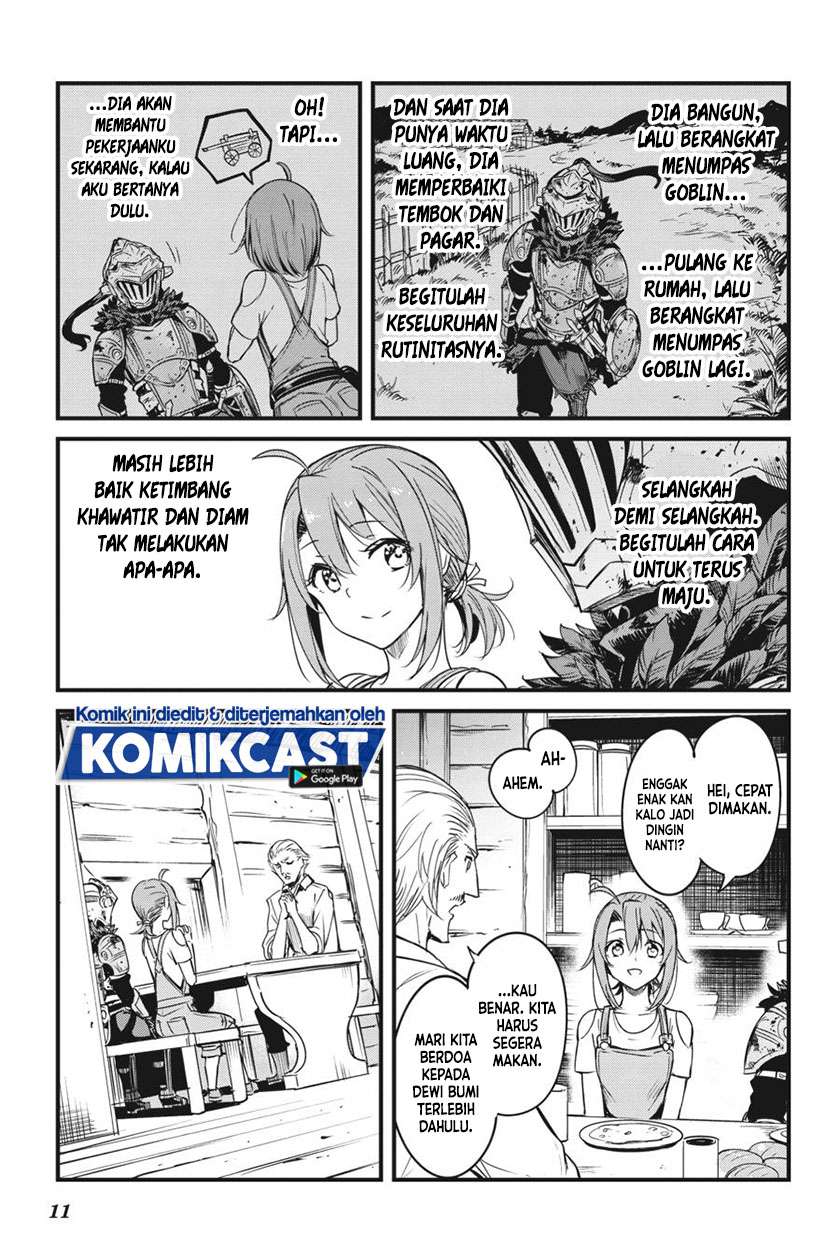 DIA BANGUN,
LALU BERANGKAT
MENUMPAS
GOBLIN...
...PULANG KE
RUMAH, LALU
BERANGKAT
MENUMPAS
GOBLIN LAGI.
DAN SAAT DIA
PUNYA WAKTU
LUANG, DIA
MEMPERBAIKI
TEMBOK DAN
PAGAR.
BEGITULAH
KESELURUHAN
RUTINITASNYA.
OH!
TAPI...
...DIA AKAN
MEMBANTU
PEKERJAANKU
SEKARANG, KALAU
AKU BERTANYA
DULU.
SELANGKAH
DEMI SELANGKAH.
BEGITULAH CARA
UNTUK TERUS
MAJU.
MASIH LEBIH
BAIK KETIMBANG
KHAWATIR DAN DIAM
TAK MELAKUKAN
APA-APA.
HEI, CEPAT
DIMAKAN.
ENGGAK
ENAK KAN
KALO JADI
DINGIN
NANTI?
AH-
AHEM.
...KAU
BENAR. KITA
HARUS
SEGERA
MAKAN.
MARI KITA
BERDOA
KEPADA
DEWI BUMI
TERLEBIH
DAHULU.
Komik ini diedit & diterjemahkan oleh
KOMIKCAST
GET IT ON
Google Play
11